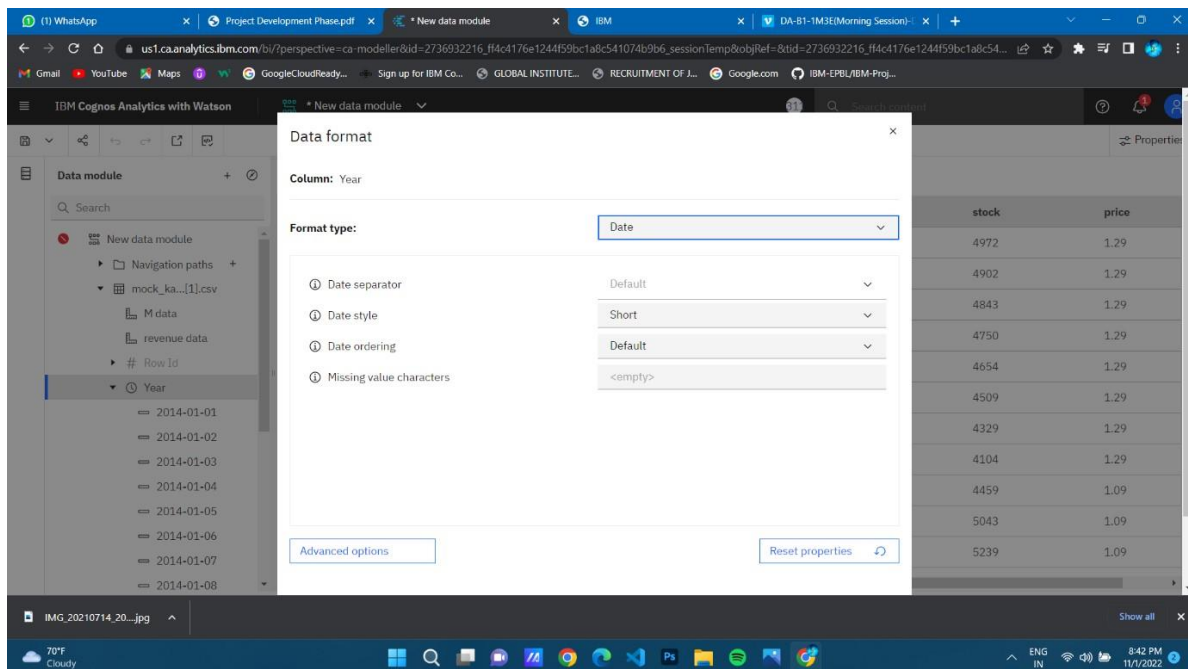 (1) WhatsApp
Project Development Phase.pdf
* New data module
IBM
DA-B1-1M3E(Morning Session)-
us1.ca.analytics.ibm.com/bi/?perspective=ca-modeller&id=2736932216_ff4c4176e1244f59bc1a8c541074b9b6_sessionTemp&objRef=&tid=2736932216_ff4c4176e1244f59bc1a8c54...
Gmail YouTube Maps GoogleCloudReady... Sign up for IBM Co... GLOBAL INSTITUTE... RECRUITMENT OF J... Google.com IBM-EPBL/IBM-Proj...
IBM Cognos Analytics with Watson
* New data module
Search content
1
Properties
Data module
Search
New data module
Navigation paths
mock_ka...[1].csv
M data
revenue data
# Row Id
Year
2014-01-01
2014-01-02
2014-01-03
2014-01-04
2014-01-05
2014-01-06
2014-01-07
2014-01-08
Data format
Column: Year
Format type: Date
Date separator Default
Date style Short
Date ordering Default
Missing value characters <empty>
Advanced options
Reset properties
stock price
4972 1.29
4902 1.29
4843 1.29
4750 1.29
4654 1.29
4509 1.29
4329 1.29
4104 1.29
4459 1.09
5043 1.09
5239 1.09
IMG_20210714_20....jpg
Show all
70°F
Cloudy
Ps
ENG
IN
8:42 PM
11/1/2022
2